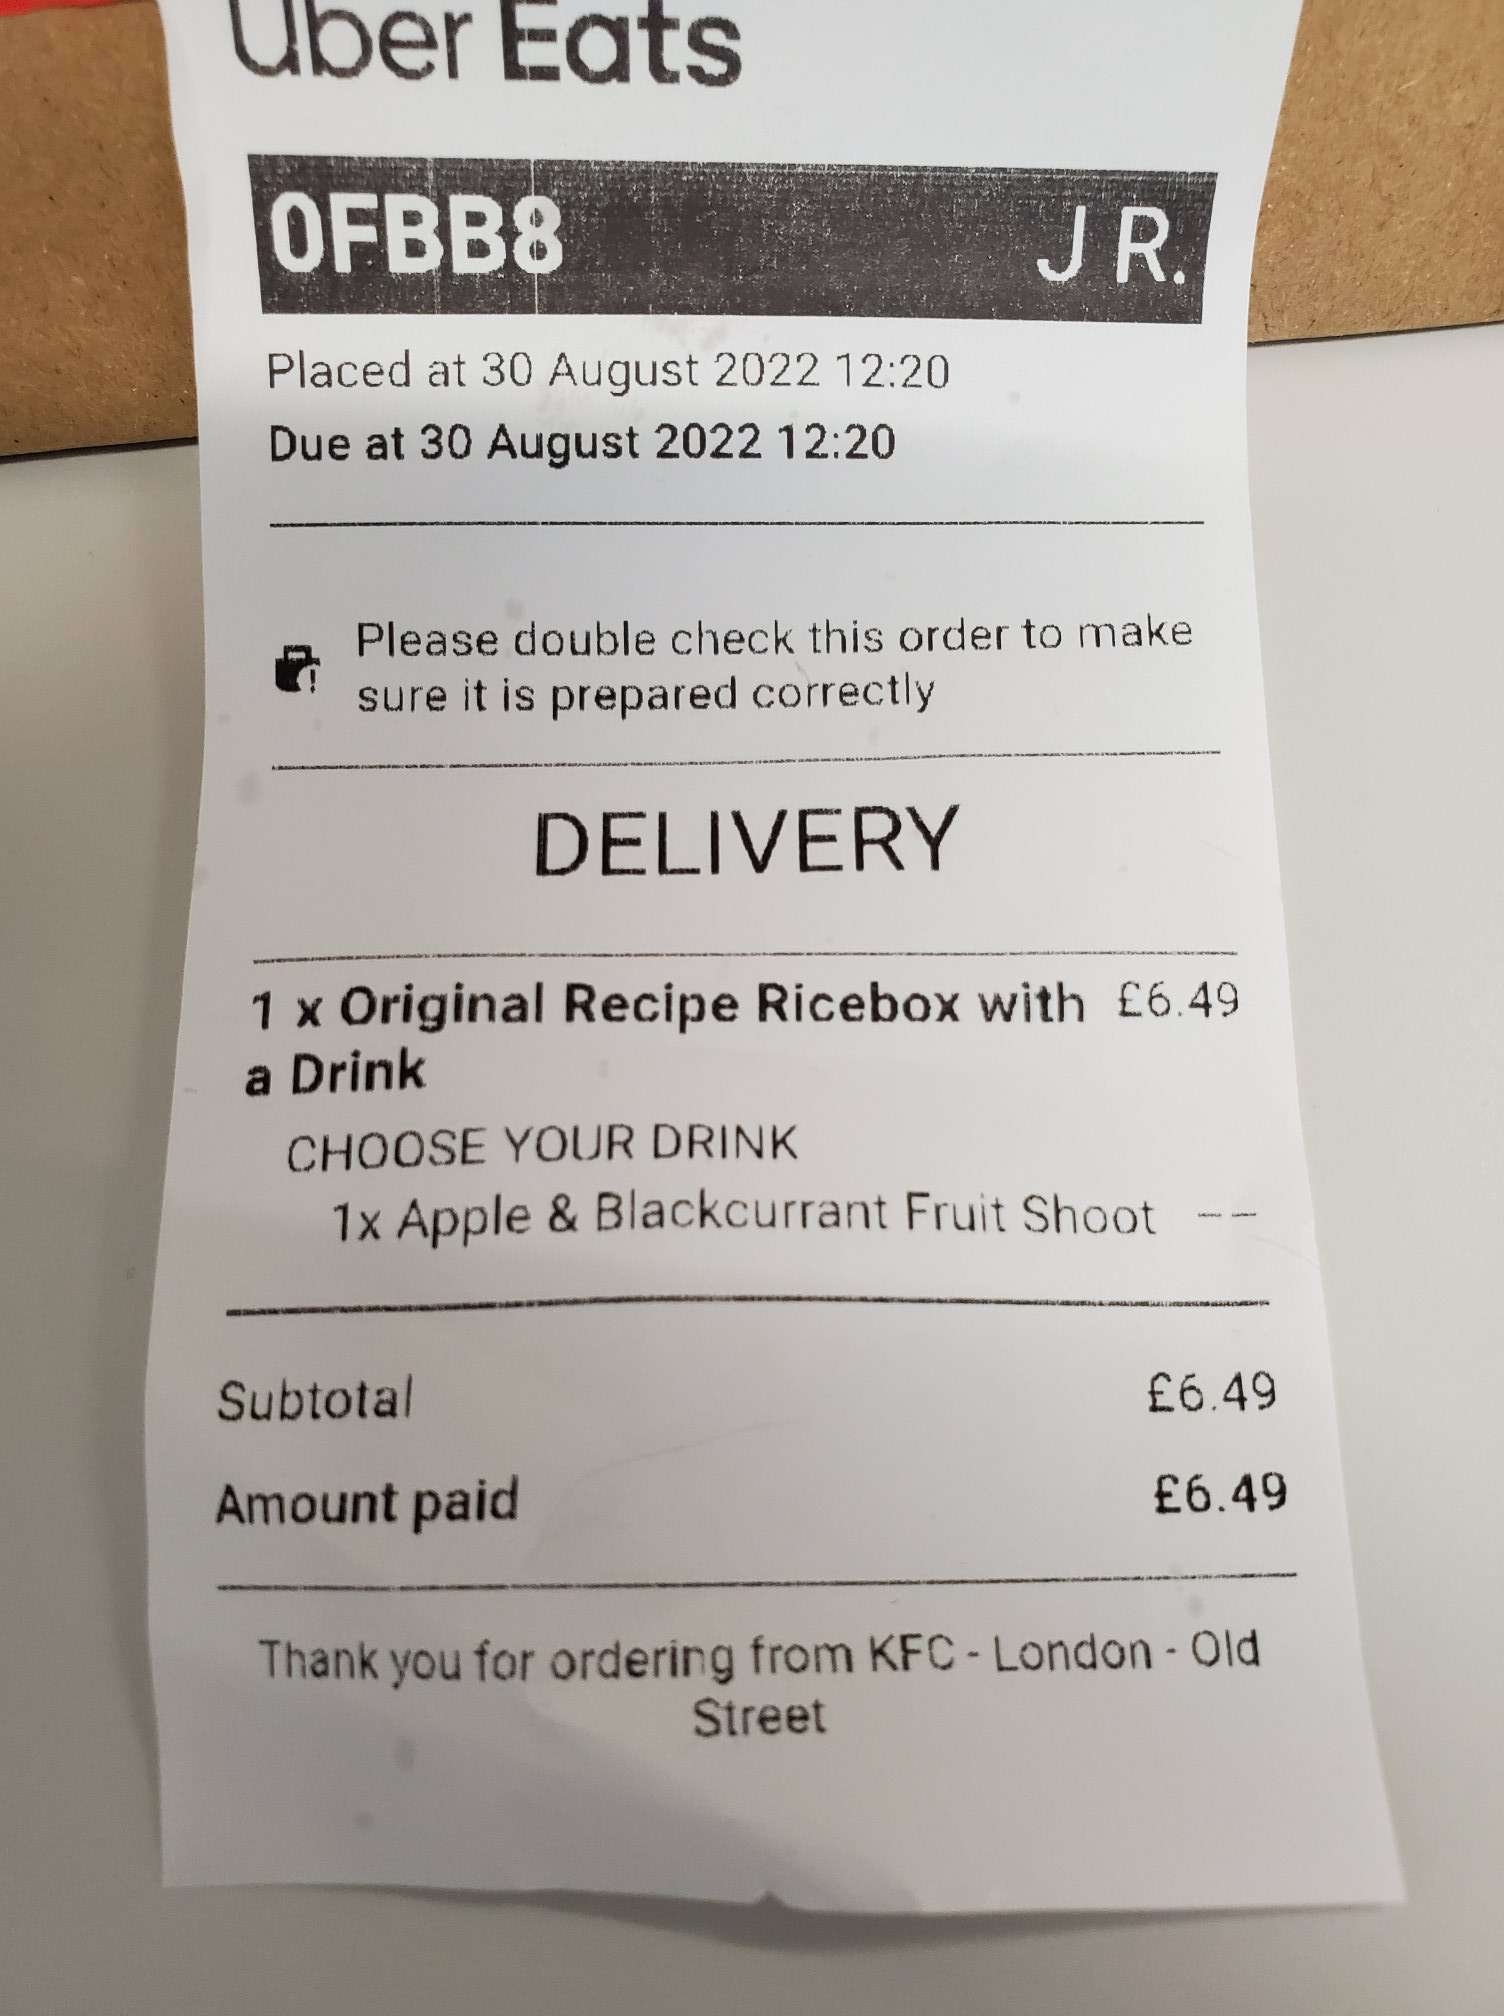 Uber Eats
0FBB8 J R.
Placed at 30 August 2022 12:20
Due at 30 August 2022 12:20
Please double check this order to make
sure it is prepared correctly
DELIVERY
1 x Original Recipe Ricebox with £6.49
a Drink
CHOOSE YOUR DRINK
1x Apple & Blackcurrant Fruit Shoot --
Subtotal £6.49
Amount paid £6.49
Thank you for ordering from KFC - London - Old
Street